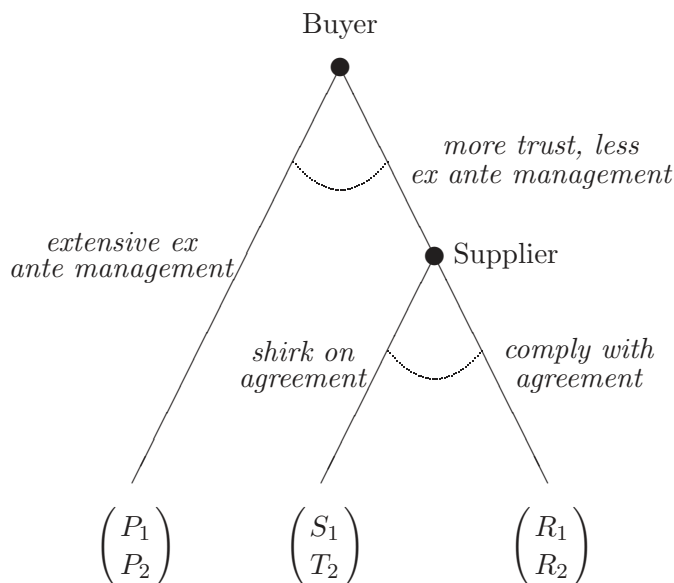 Buyer
more trust, less
ex ante management
extensive ex
ante management
Supplier
shirk on
agreement
comply with
agreement
P₁
P₂
S₁
T₂
R₁
R₂